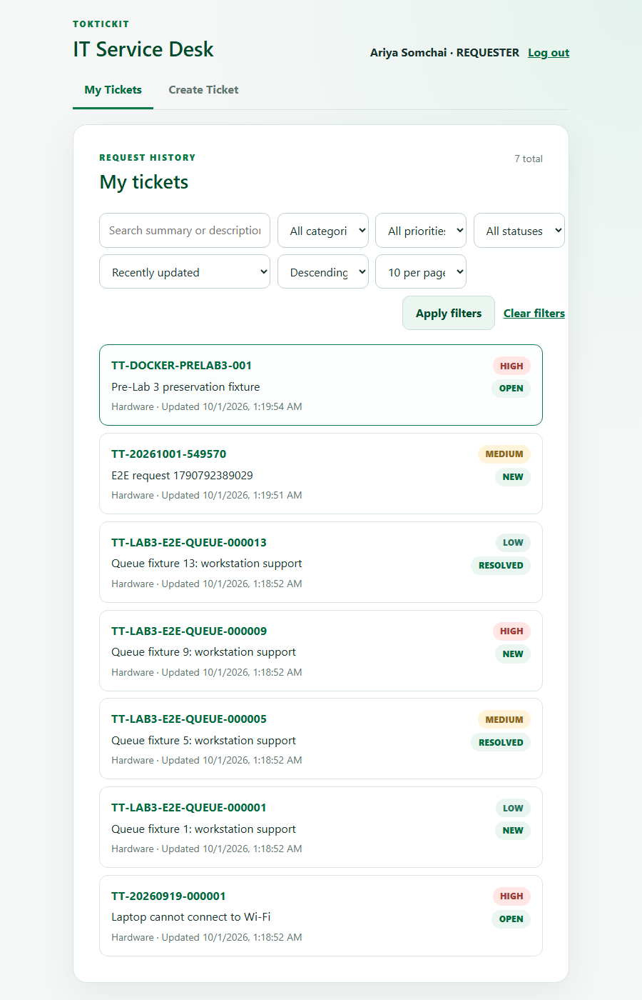 TOKTICKIT
IT Service Desk
Ariya Somchai · REQUESTER Log out
My Tickets Create Ticket
REQUEST HISTORY
7 total
My tickets
Search summary or description All categori All priorities All statuses
Recently updated Descending 10 per page
Apply filters Clear filters
TT-DOCKER-PRELAB3-001 HIGH
Pre-Lab 3 preservation fixture OPEN
Hardware · Updated 10/1/2026, 1:19:54 AM
TT-20261001-549570 MEDIUM
E2E request 1790792389029 NEW
Hardware · Updated 10/1/2026, 1:19:51 AM
TT-LAB3-E2E-QUEUE-000013 LOW
Queue fixture 13: workstation support RESOLVED
Hardware · Updated 10/1/2026, 1:18:52 AM
TT-LAB3-E2E-QUEUE-000009 HIGH
Queue fixture 9: workstation support NEW
Hardware · Updated 10/1/2026, 1:18:52 AM
TT-LAB3-E2E-QUEUE-000005 MEDIUM
Queue fixture 5: workstation support RESOLVED
Hardware · Updated 10/1/2026, 1:18:52 AM
TT-LAB3-E2E-QUEUE-000001 LOW
Queue fixture 1: workstation support NEW
Hardware · Updated 10/1/2026, 1:18:52 AM
TT-20260919-000001 HIGH
Laptop cannot connect to Wi-Fi OPEN
Hardware · Updated 10/1/2026, 1:18:52 AM